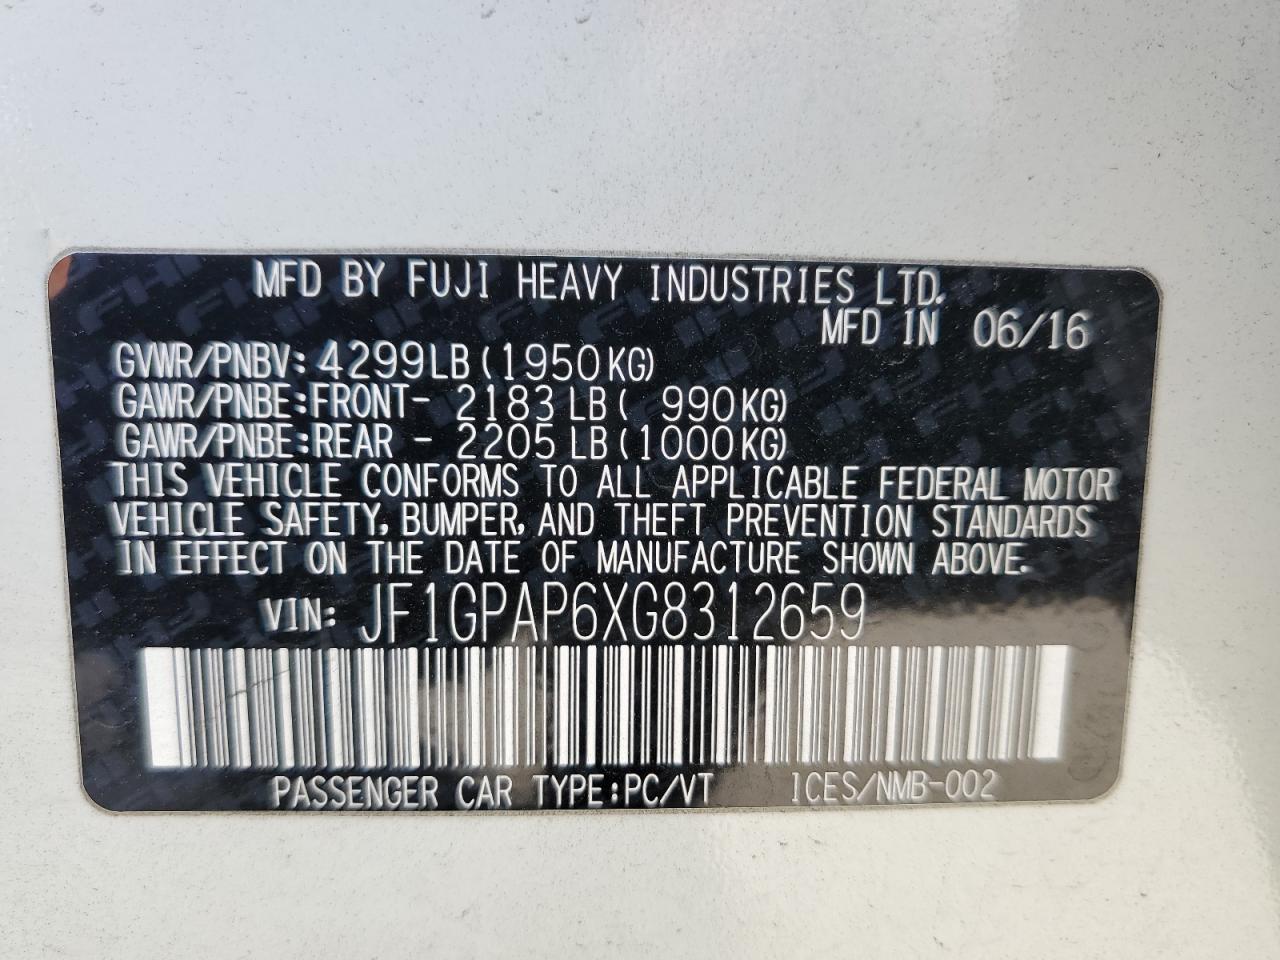 MFD BY FUJI HEAVY INDUSTRIES LTD.
MFD IN 06/16
GVWR/PNBV: 4299LB (1950KG)
GAWR/PNBE:FRONT- 2183 LB ( 990KG)
GAWR/PNBE:REAR - 2205 LB (1000KG)
THIS VEHICLE CONFORMS TO ALL APPLICABLE FEDERAL MOTOR
VEHICLE SAFETY, BUMPER, AND THEFT PREVENTION STANDARDS
IN EFFECT ON THE DATE OF MANUFACTURE SHOWN ABOVE.
VIN: JF1GPAP6XG8312659
PASSENGER CAR TYPE:PC/VT ICES/NMB-002